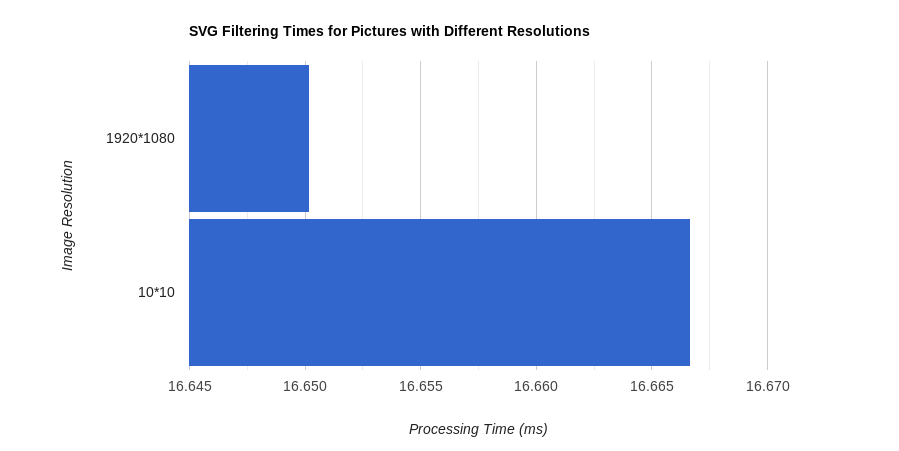 SVG Filtering Times for Pictures with Different Resolutions
1920*1080
Image Resolution
10*10
16.645 16.650 16.655 16.660 16.665 16.670
Processing Time (ms)